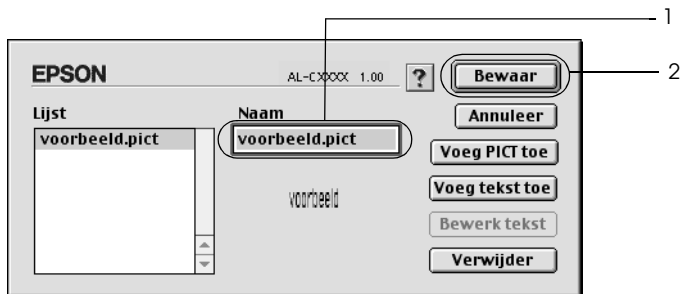 1
EPSON
AL-CXXXX 1.00
?
Bewaar
2
Lijst
Naam
Annuleer
voorbeeld.pict
voorbeeld.pict
Voeg PICT toe
voorbeeld
Voeg tekst toe
Bewerk tekst
Verwijder